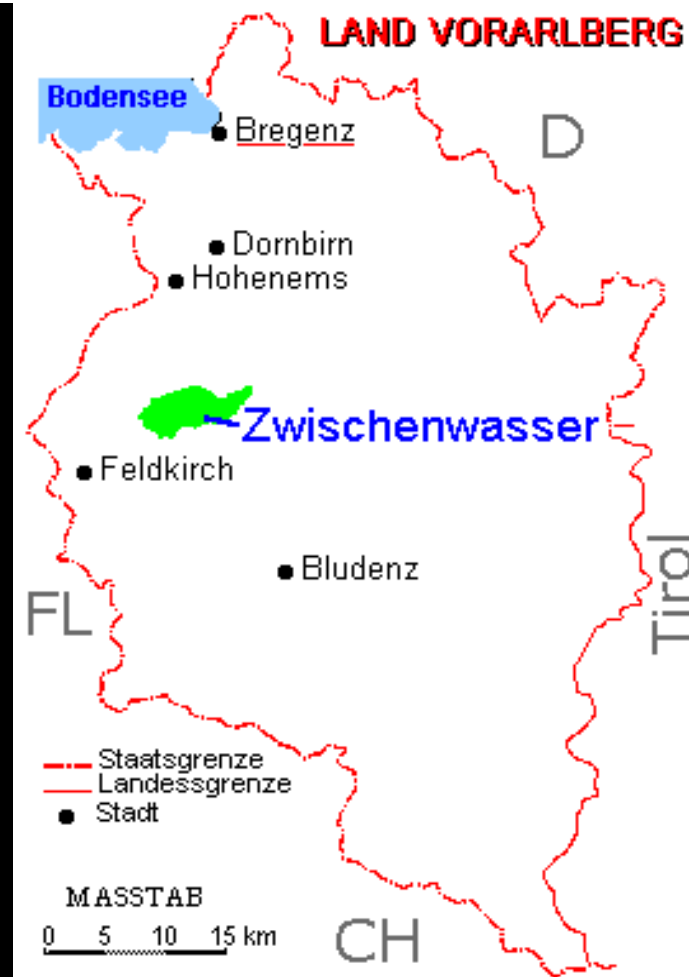 LAND VORARLBERG
Bodensee
Bregenz
D
Dornbirn
Hohenems
Zwischenwasser
Feldkirch
Bludenz
Tirol
FL
Staatsgrenze
Landessgrenze
Stadt
MASSTAB
0 5 10 15 km
CH